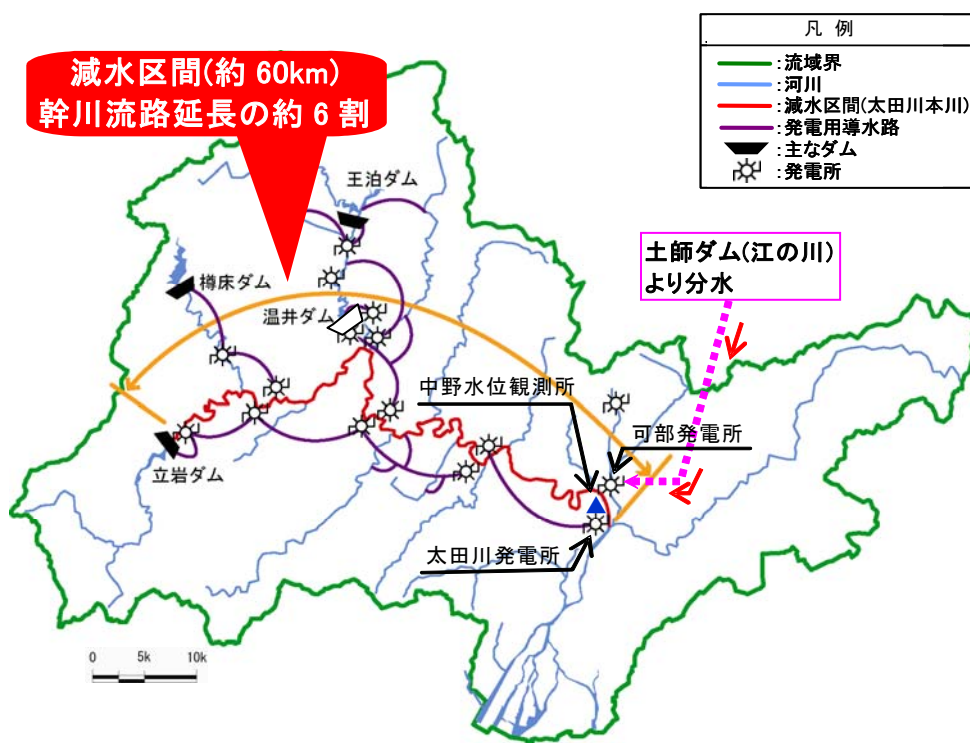 減水区間(約60km)
幹川流路延長の約6割
凡 例
:流域界
:河川
:減水区間(太田川本川)
:発電用導水路
:主なダム
:発電所
王泊ダム
樽床ダム
温井ダム
土師ダム(江の川)
より分水
中野水位観測所
可部発電所
立岩ダム
太田川発電所
0 5k 10k